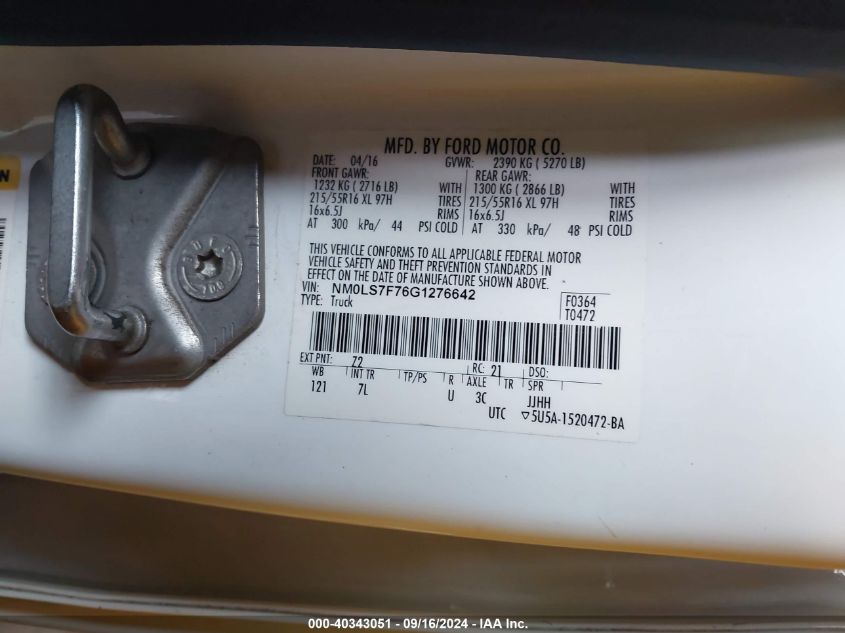 MFD. BY FORD MOTOR CO.
DATE: 04/16 GVWR: 2390 KG ( 5270 LB)
FRONT GAWR: REAR GAWR:
1232 KG ( 2716 LB) WITH 1300 KG ( 2866 LB) WITH
215/55R16 XL 97H TIRES 215/55R16 XL 97H TIRES
16x6.5J RIMS 16x6.5J RIMS
AT 300 kPa/ 44 PSI COLD AT 330 kPa/ 48 PSI COLD
THIS VEHICLE CONFORMS TO ALL APPLICABLE FEDERAL MOTOR
VEHICLE SAFETY AND THEFT PREVENTION STANDARDS IN
EFFECT ON THE DATE OF MANUFACTURE SHOWN ABOVE.
VIN: NM0LS7F76G1276642 F0364
TYPE: Truck T0472
EXT PNT: Z2 RC: 21 DSO:
WB INT TR TP/PS R AXLE TR SPR
121 7L U 3C JJHH
UTC ▽5U5A-1520472-BA
000-40343051 - 09/16/2024 - IAA Inc.